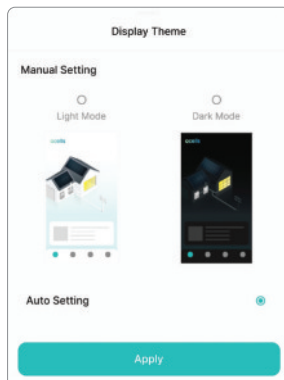 Display Theme
Manual Setting
Light Mode
Dark Mode
Auto Setting
Apply